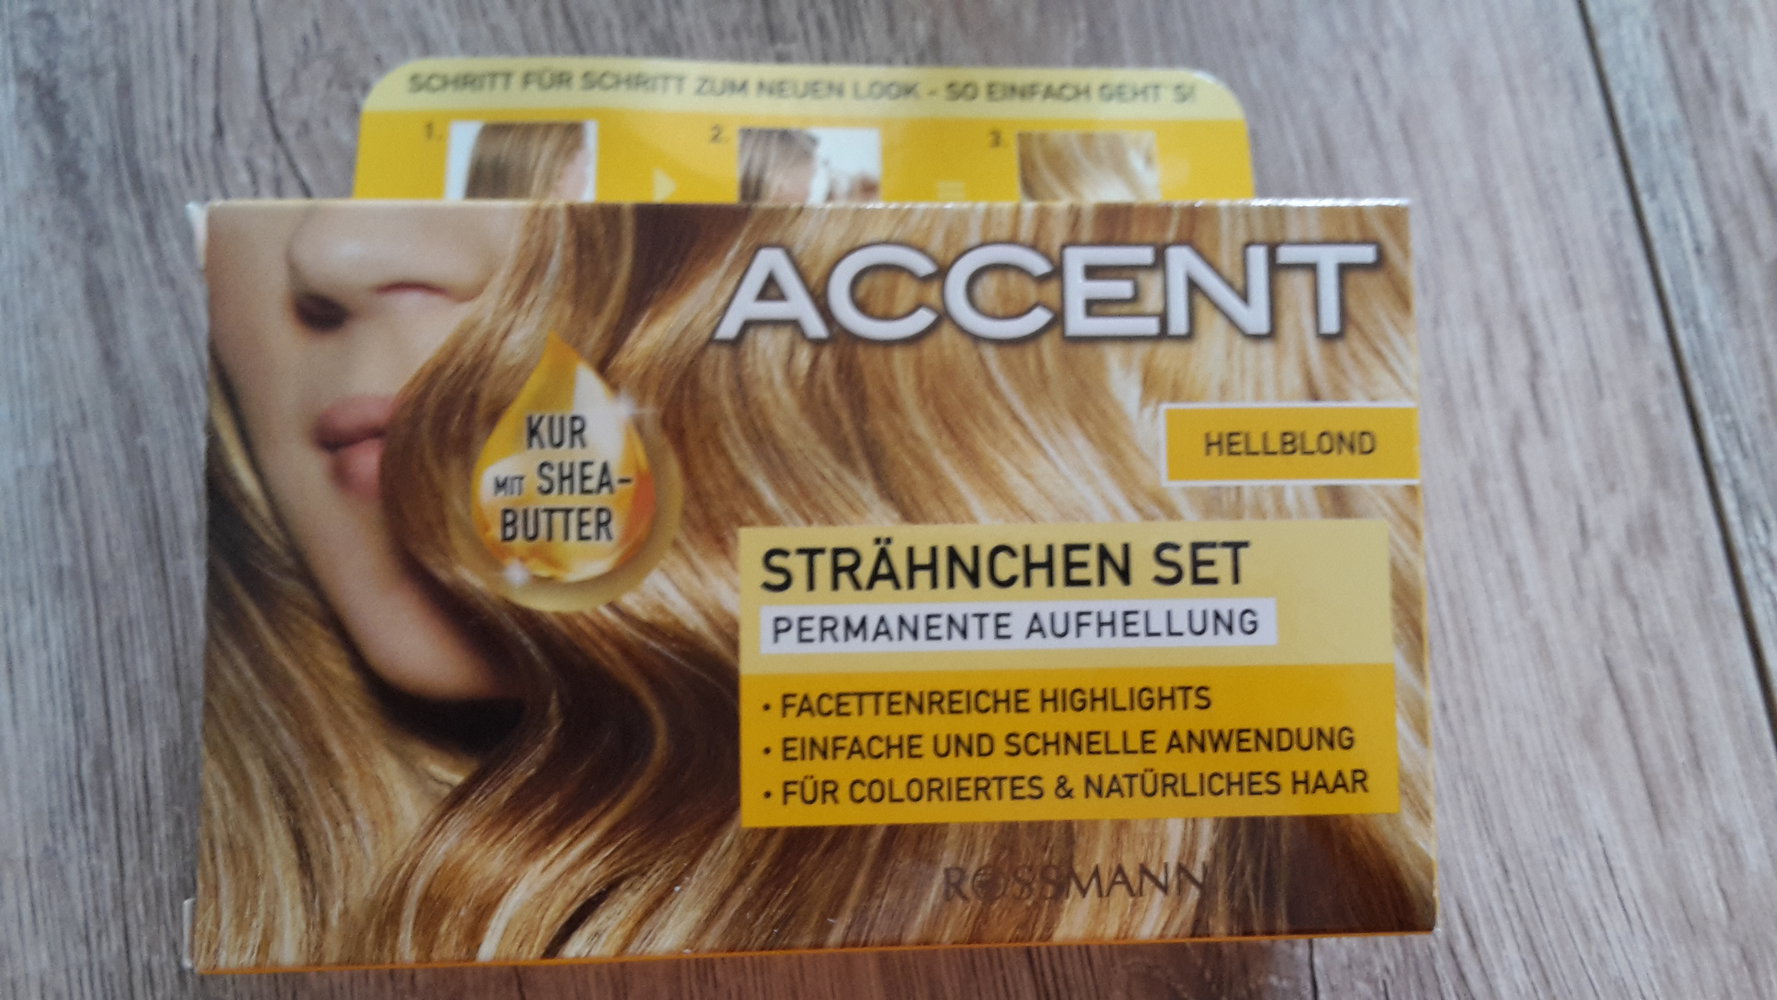 SCHRITT FÜR SCHRITT ZUM NEUEN LOOK - SO EINFACH GEHT'S!
1. 2. 3.
ACCENT
KUR
MIT SHEA-
BUTTER
HELLBLOND
STRÄHNCHEN SET
PERMANENTE AUFHELLUNG
• FACETTENREICHE HIGHLIGHTS
• EINFACHE UND SCHNELLE ANWENDUNG
• FÜR COLORIERTES & NATÜRLICHES HAAR
ROSSMANN